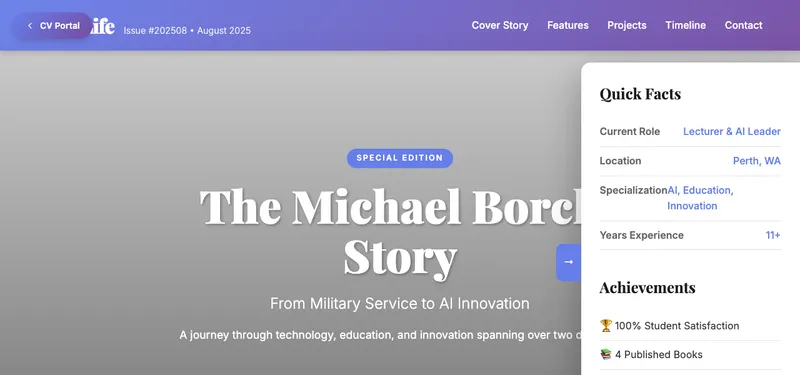 CV Portal
Issue #202508 • August 2025
Cover Story
Features
Projects
Timeline
Contact
SPECIAL EDITION
The Michael
Story
From Military Service to AI Innovation
A journey through technology, education, and innovation spanning over two
→
Quick Facts
Current Role
Lecturer & AI Leader
Location
Perth, WA
Specialization
AI, Education,
Innovation
Years Experience
11+
Achievements
🏆 100% Student Satisfaction
📚 4 Published Books